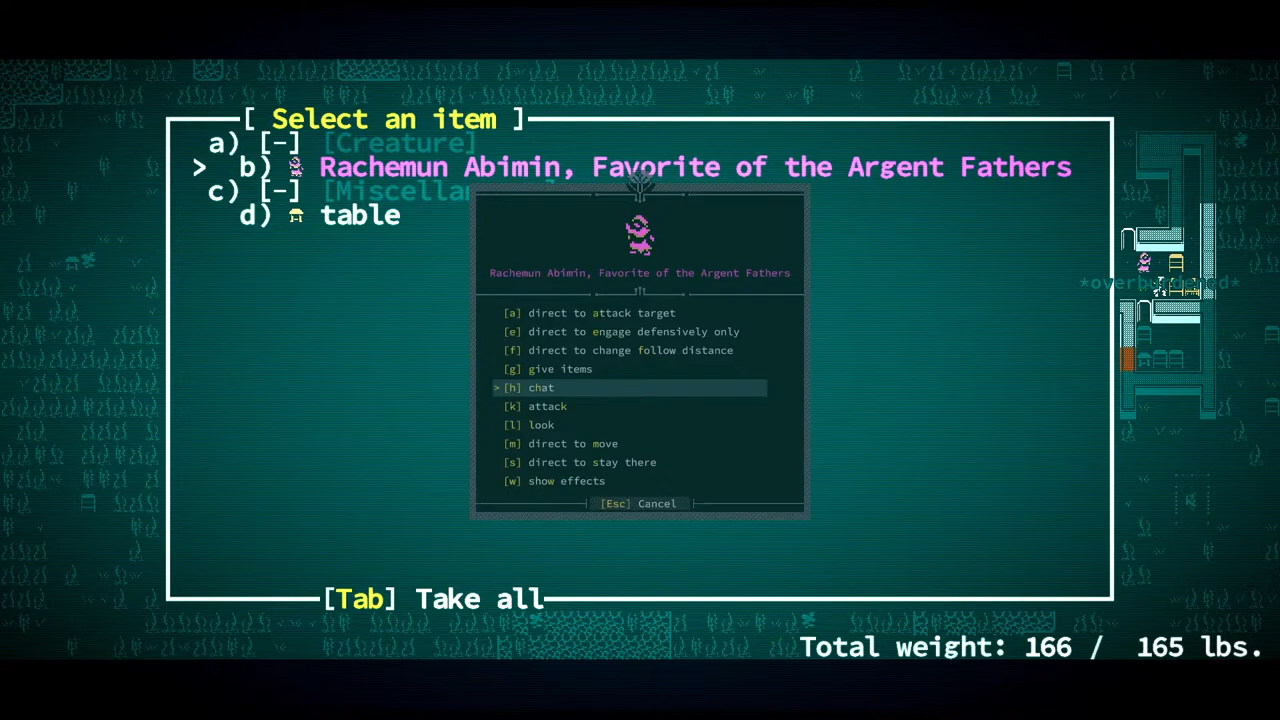 [ Select an item ]
a) [-] [Creature]
> b) Rachemun Abimin, Favorite of the Argent Fathers
c) [-] [Miscellan
d) table
Rachemun Abimin, Favorite of the Argent Fathers
[a] direct to attack target
[e] direct to engage defensively only
[f] direct to change follow distance
[g] give items
> [h] chat
[k] attack
[l] look
[m] direct to move
[s] direct to stay there
[w] show effects
[Esc] Cancel
*overburdened*
[Tab] Take all
Total weight: 166 / 165 lbs.